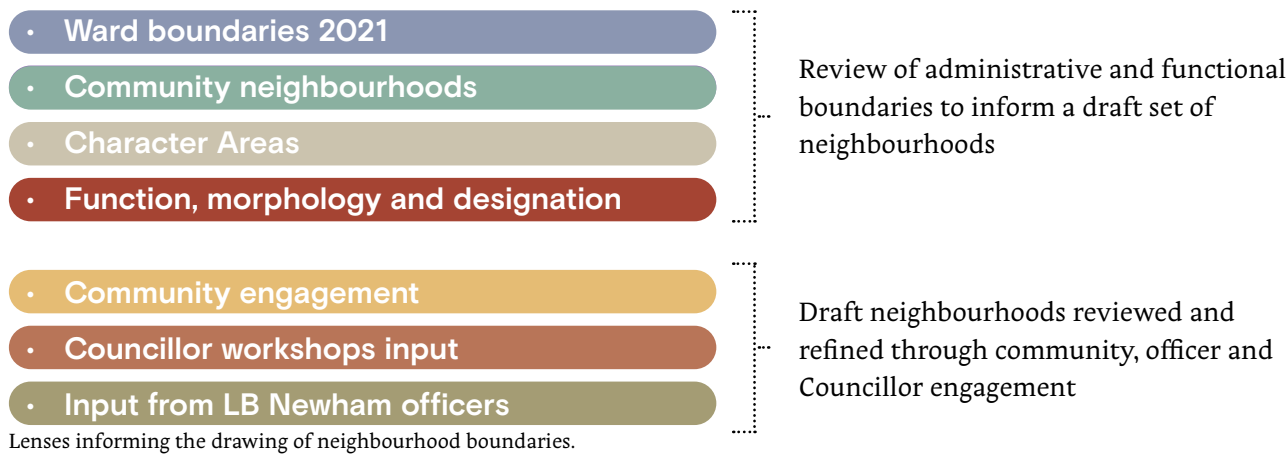 • Ward boundaries 2021
• Community neighbourhoods
• Character Areas
• Function, morphology and designation
Review of administrative and functional
boundaries to inform a draft set of
neighbourhoods
• Community engagement
• Councillor workshops input
• Input from LB Newham officers
Draft neighbourhoods reviewed and
refined through community, officer and
Councillor engagement
Lenses informing the drawing of neighbourhood boundaries.